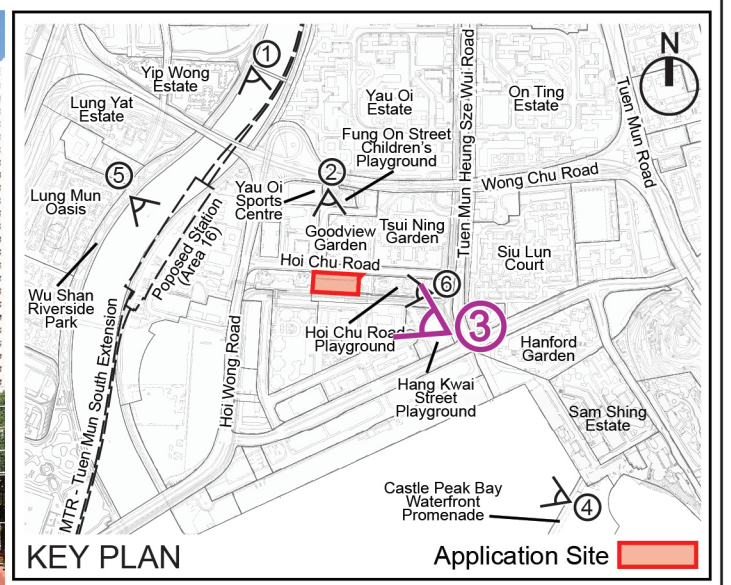 1
N
Yip Wong
Estate
Yau Oi
Estate
On Ting
Estate
Lung Yat
Estate
Fung On Street
Children's
Playground
Tuen Mun Heung Sze Wui Road
Tuen Mun Road
5
2
Yau Oi
Sports
Centre
Wong Chu Road
Lung Mun
Oasis
Poposed Station
(Area 16)
Goodview
Garden
Tsui Ning
Garden
Siu Lun
Court
Hoi Chu Road
6
Wu Shan
Riverside
Park
Hoi Chu Road
Playground
3
Hanford
Garden
Hoi Wong Road
Hang Kwai
Street
Playground
MTR - Tuen Mun South Extension
Sam Shing
Estate
Castle Peak Bay
Waterfront
Promenade
4
KEY PLAN
Application Site